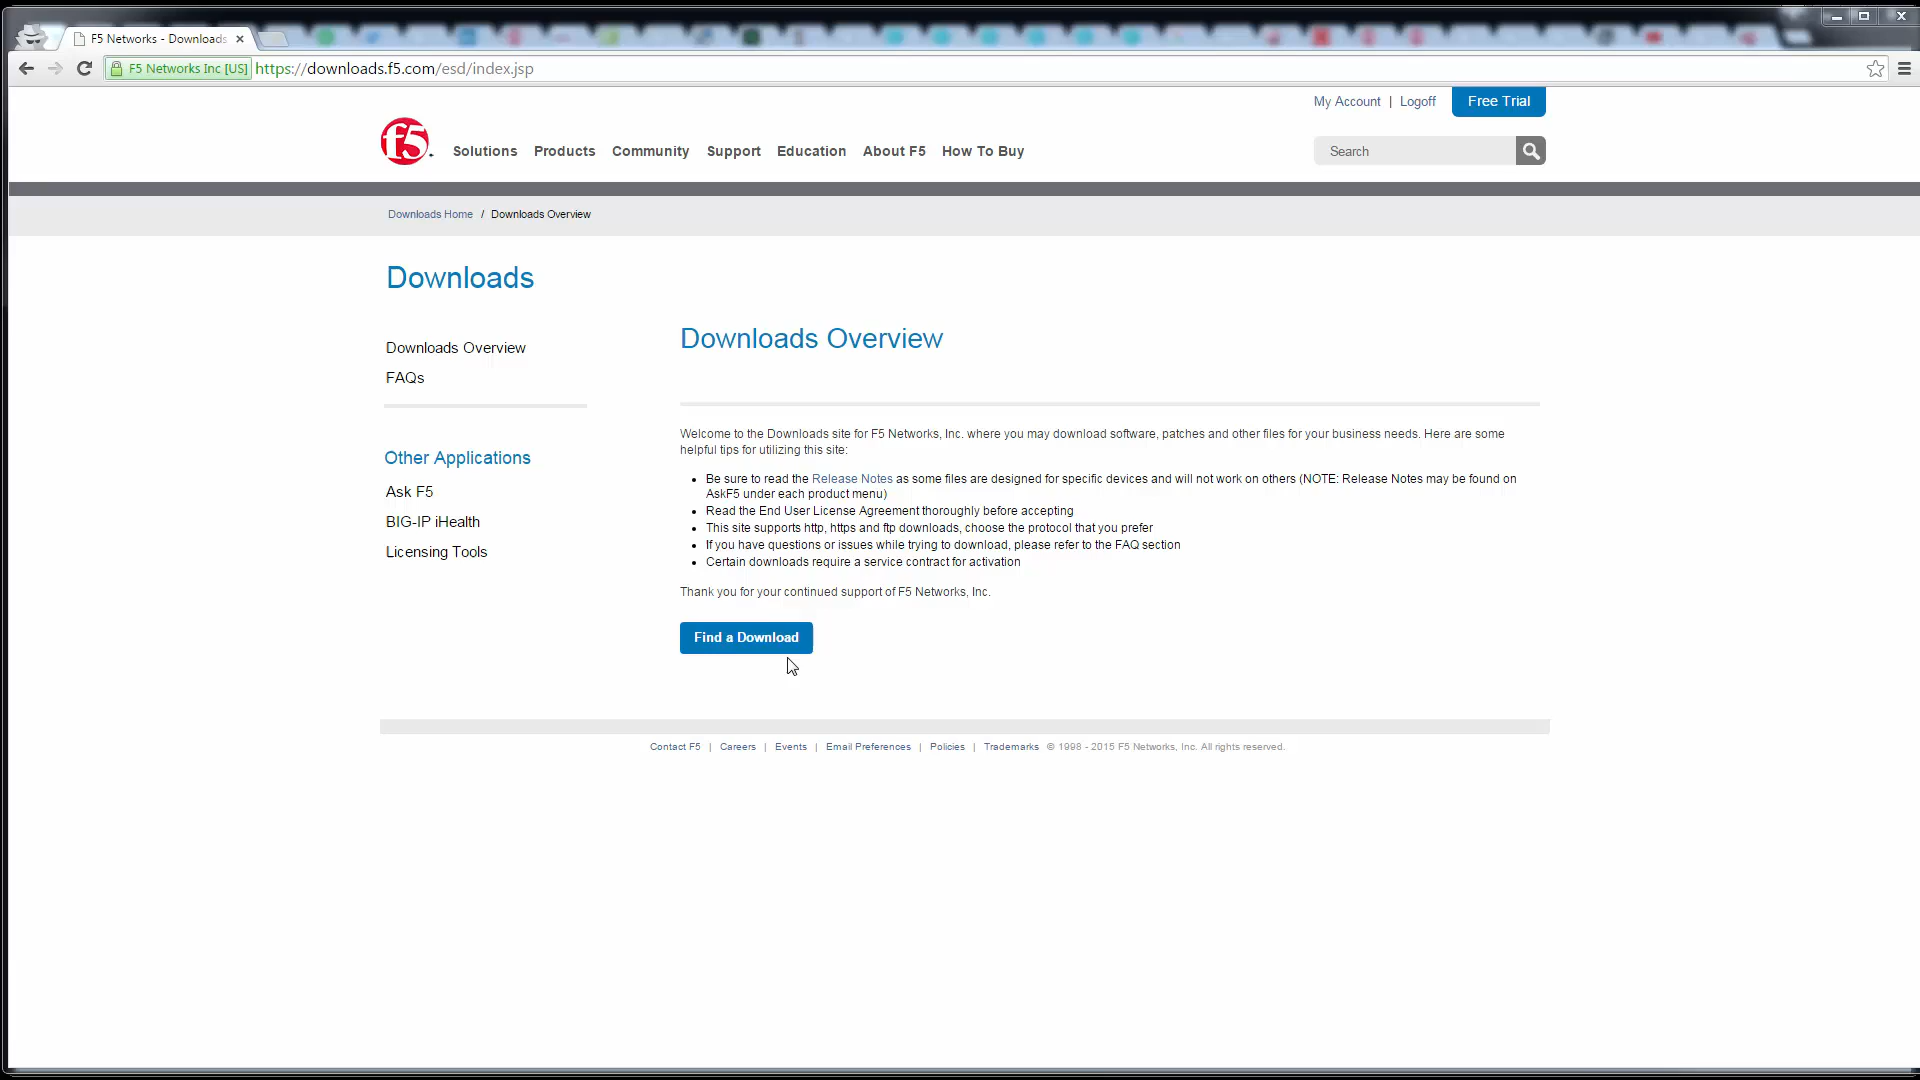 F5 Networks - Downloads
F5 Networks Inc [US] https://downloads.f5.com/esd/index.jsp
My Account | Logoff Free Trial
f5.
Solutions Products Community Support Education About F5 How To Buy
Search
Downloads Home / Downloads Overview
Downloads
Downloads Overview
FAQs
Other Applications
Ask F5
BIG-IP iHealth
Licensing Tools
Downloads Overview
Welcome to the Downloads site for F5 Networks, Inc. where you may download software, patches and other files for your business needs. Here are some
helpful tips for utilizing this site:
• Be sure to read the Release Notes as some files are designed for specific devices and will not work on others (NOTE: Release Notes may be found on
AskF5 under each product menu)
• Read the End User License Agreement thoroughly before accepting
• This site supports http, https and ftp downloads, choose the protocol that you prefer
• If you have questions or issues while trying to download, please refer to the FAQ section
• Certain downloads require a service contract for activation
Thank you for your continued support of F5 Networks, Inc.
Find a Download
Contact F5 | Careers | Events | Email Preferences | Policies | Trademarks © 1998 - 2015 F5 Networks, Inc. All rights reserved.